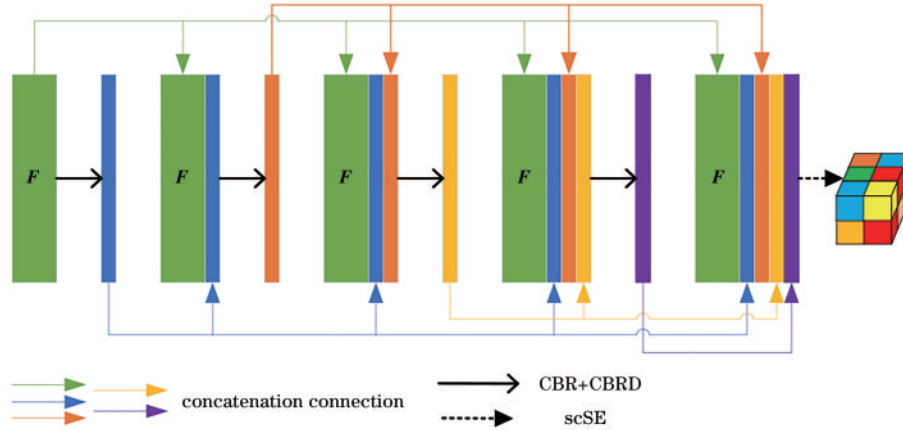 F F F F F
CBR+CBRD
concatenation connection
scSE